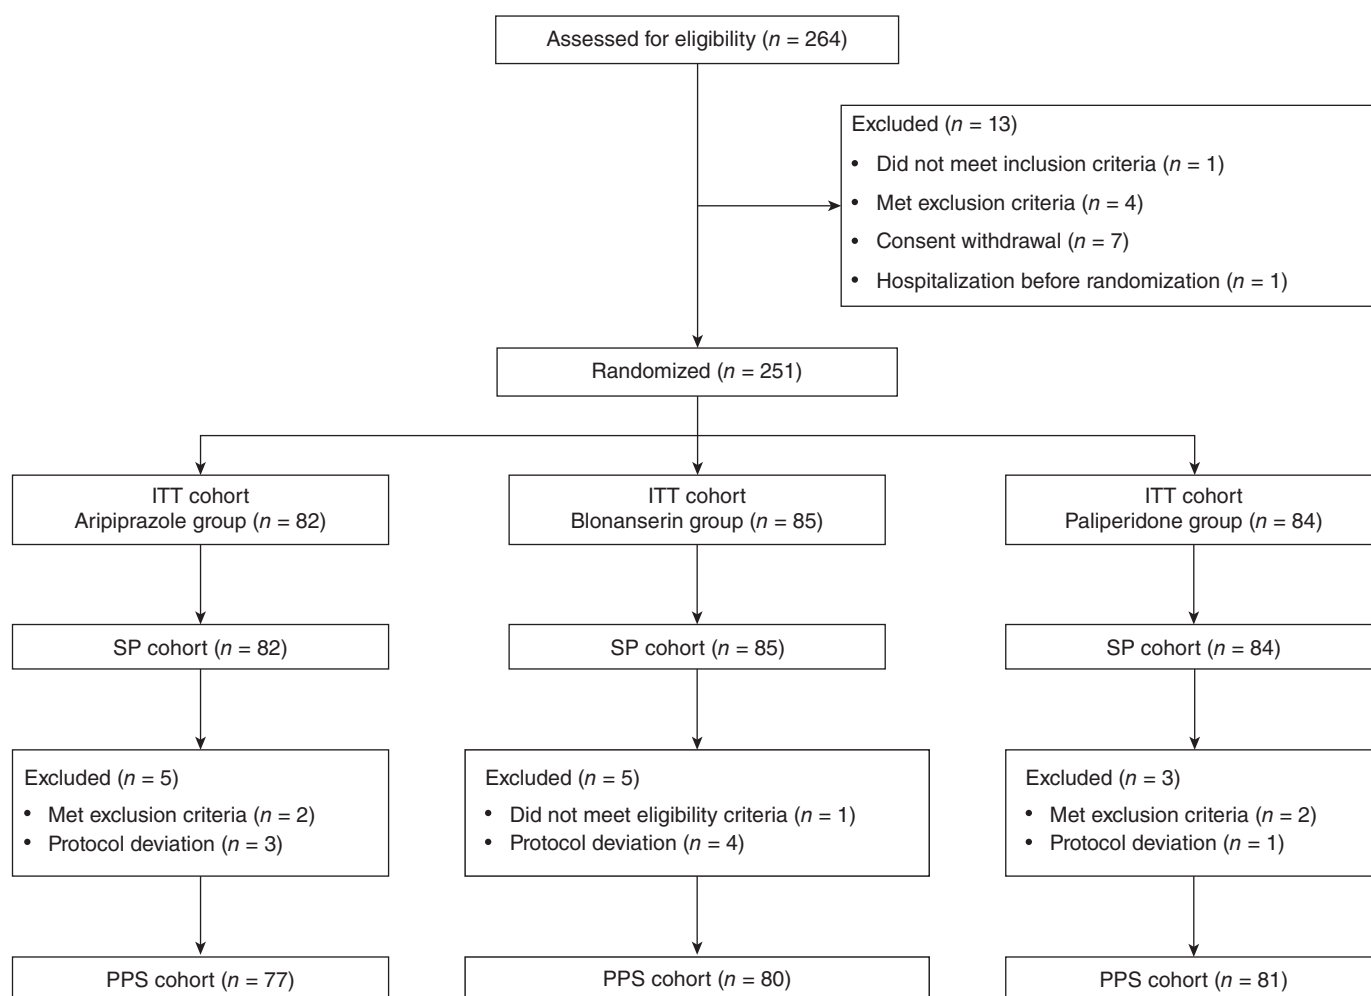 Assessed for eligibility (n = 264)
Excluded (n = 13)
• Did not meet inclusion criteria (n = 1)
• Met exclusion criteria (n = 4)
• Consent withdrawal (n = 7)
• Hospitalization before randomization (n = 1)
Randomized (n = 251)
ITT cohort
Aripiprazole group (n = 82)
ITT cohort
Blonanserin group (n = 85)
ITT cohort
Paliperidone group (n = 84)
SP cohort (n = 82)
SP cohort (n = 85)
SP cohort (n = 84)
Excluded (n = 5)
• Met exclusion criteria (n = 2)
• Protocol deviation (n = 3)
Excluded (n = 5)
• Did not meet eligibility criteria (n = 1)
• Protocol deviation (n = 4)
Excluded (n = 3)
• Met exclusion criteria (n = 2)
• Protocol deviation (n = 1)
PPS cohort (n = 77)
PPS cohort (n = 80)
PPS cohort (n = 81)